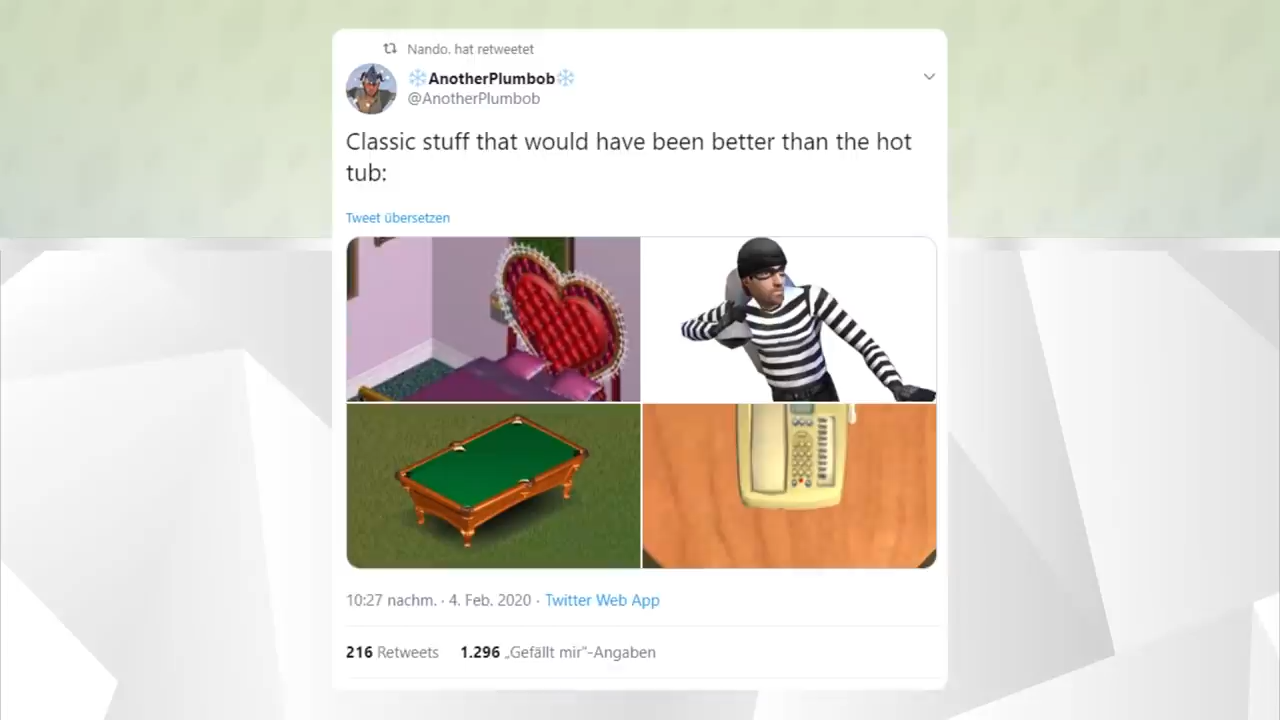 Nando. hat retweetet
❄AnotherPlumbob❄
@AnotherPlumbob
Classic stuff that would have been better than the hot
tub:
Tweet übersetzen
10:27 nachm. · 4. Feb. 2020 · Twitter Web App
216 Retweets 1.296 „Gefällt mir“-Angaben